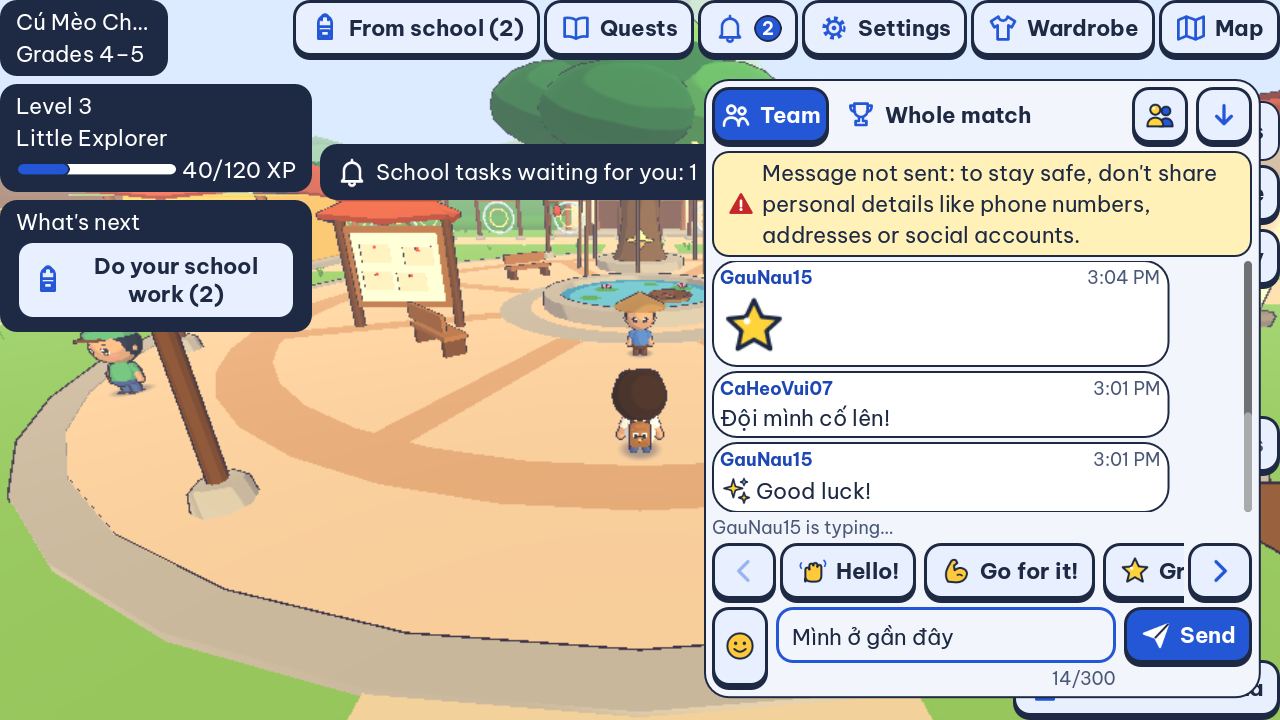 Cú Mèo Ch...
Grades 4–5
From school (2)
Quests
2
Settings
Wardrobe
Map
Level 3
Little Explorer
40/120 XP
School tasks waiting for you: 1
What's next
Do your school
work (2)
Team
Whole match
Message not sent: to stay safe, don't share
personal details like phone numbers,
addresses or social accounts.
GauNau15
3:04 PM
CaHeoVui07
3:01 PM
Đội mình cố lên!
GauNau15
3:01 PM
Good luck!
GauNau15 is typing...
Hello!
Go for it!
Gr
Mình ở gần đây
Send
14/300